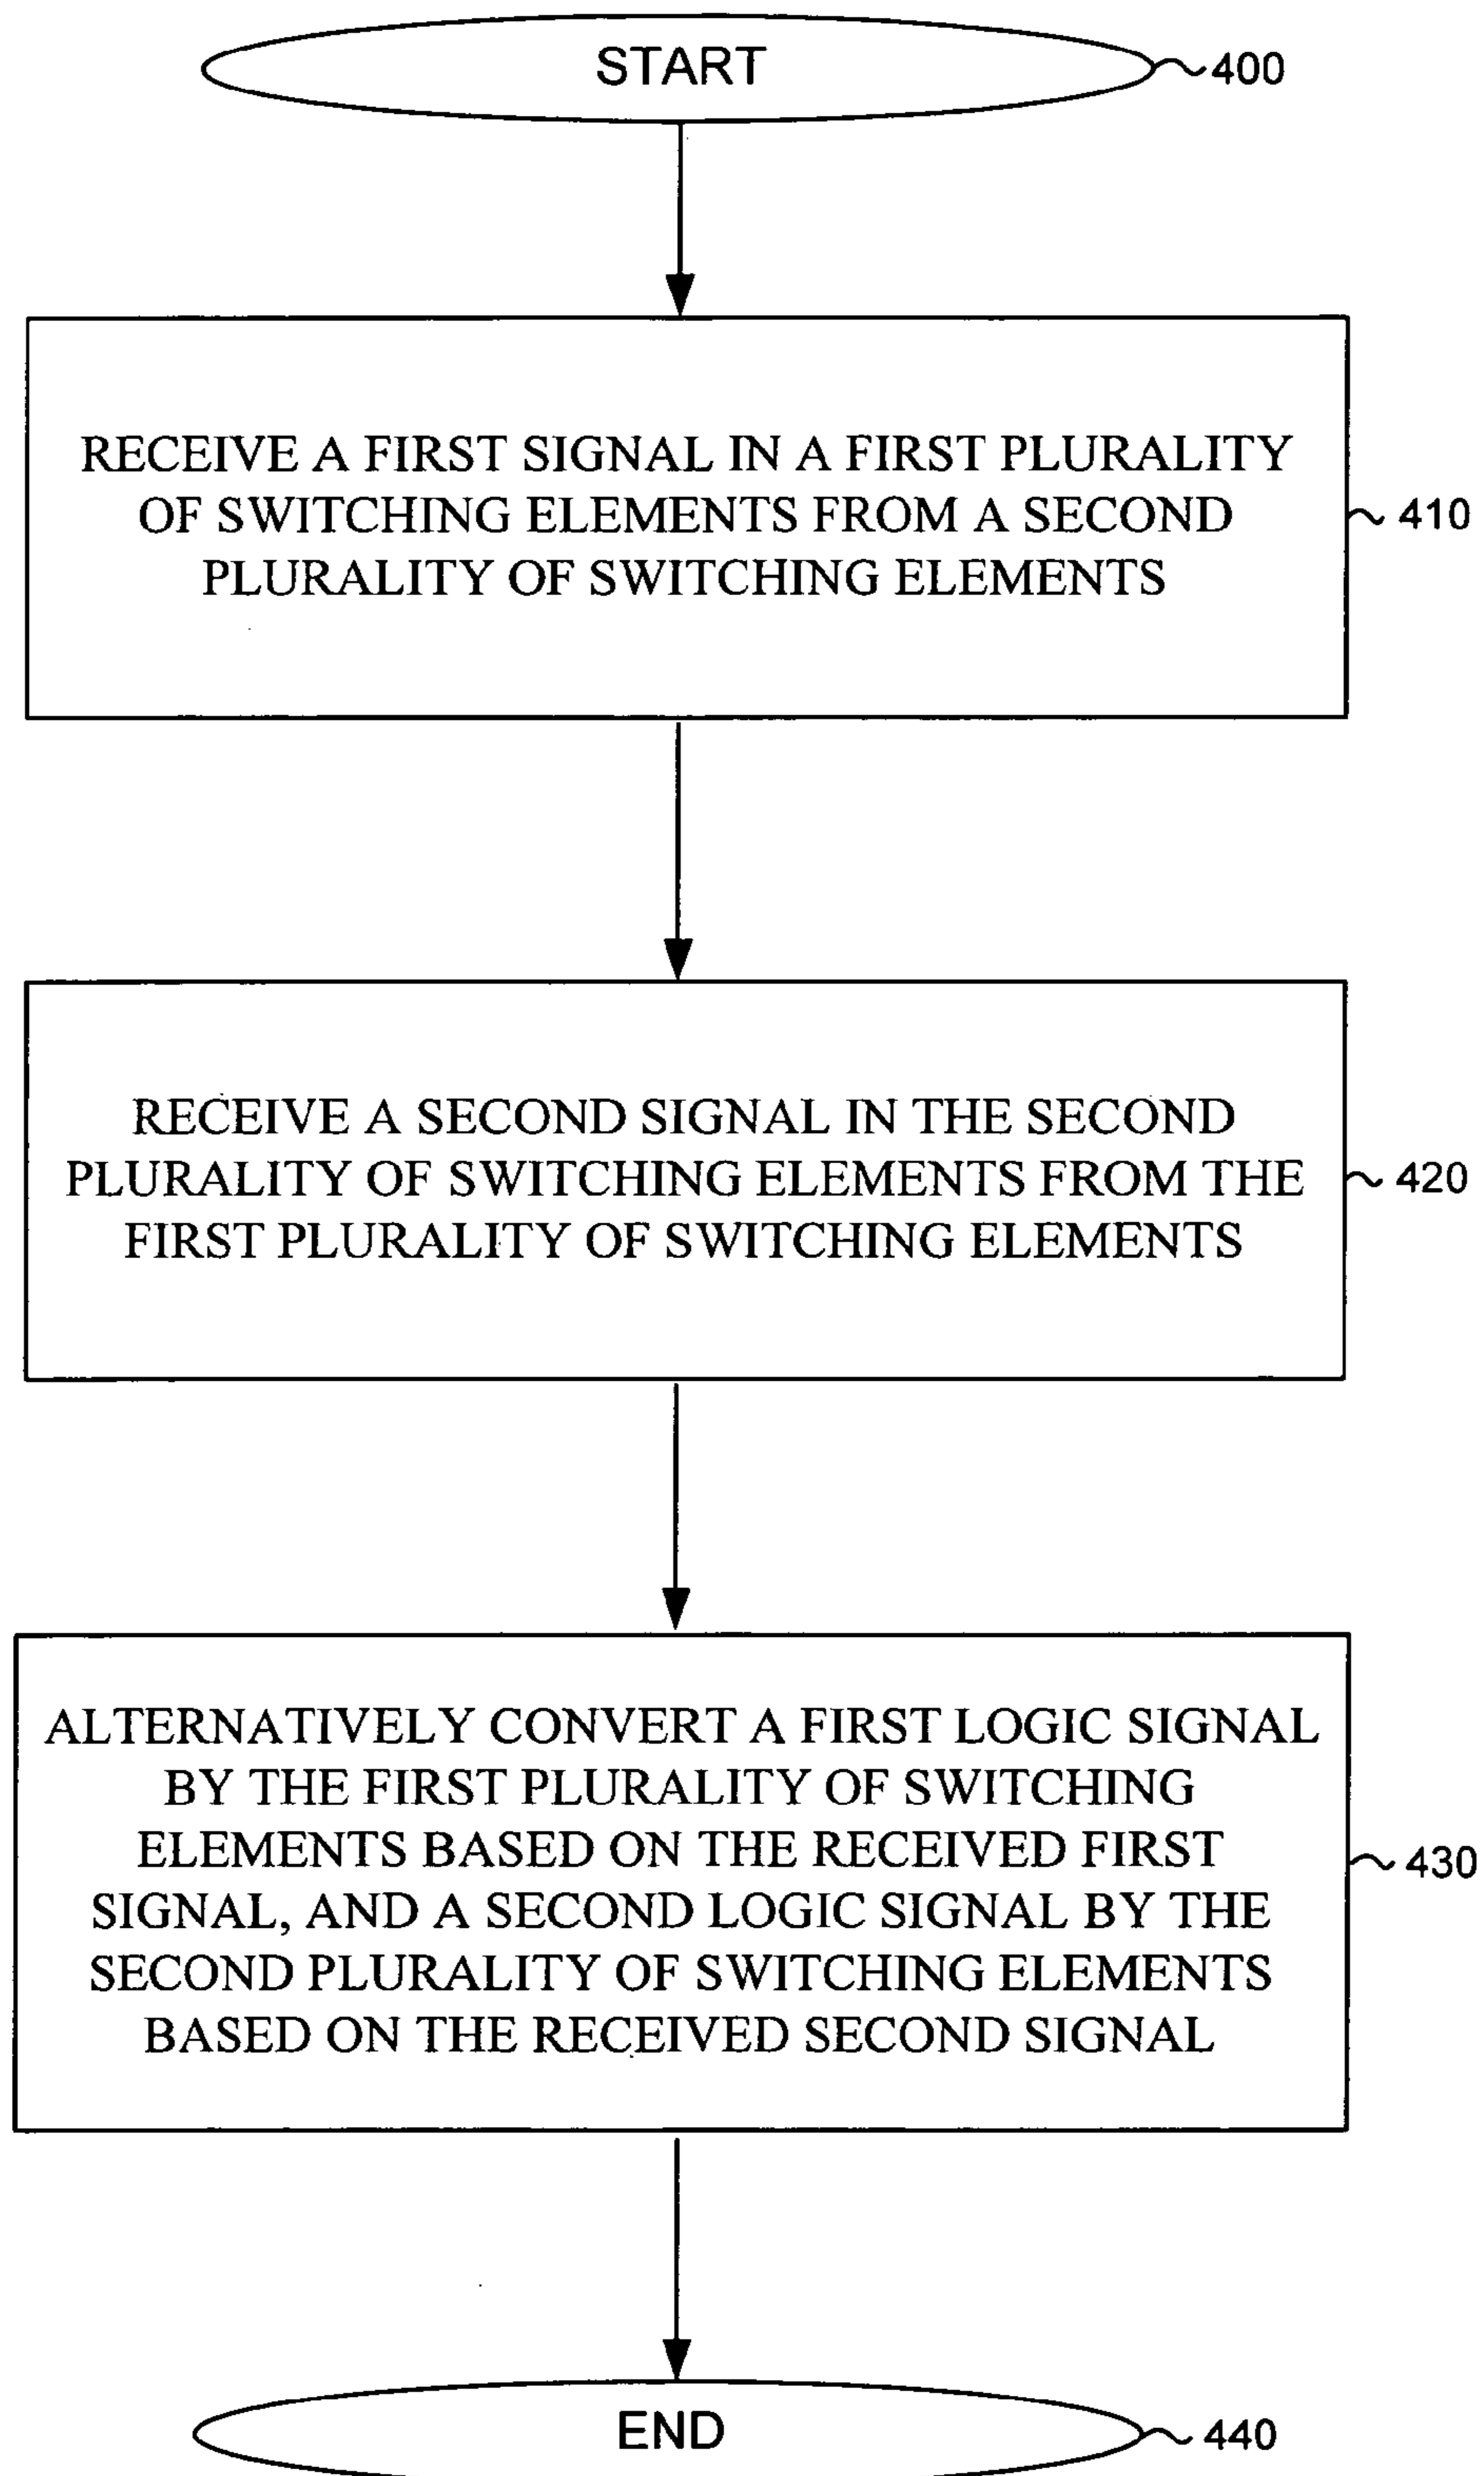 START
400
RECEIVE A FIRST SIGNAL IN A FIRST PLURALITY
OF SWITCHING ELEMENTS FROM A SECOND
PLURALITY OF SWITCHING ELEMENTS
410
RECEIVE A SECOND SIGNAL IN THE SECOND
PLURALITY OF SWITCHING ELEMENTS FROM THE
FIRST PLURALITY OF SWITCHING ELEMENTS
420
ALTERNATIVELY CONVERT A FIRST LOGIC SIGNAL
BY THE FIRST PLURALITY OF SWITCHING
ELEMENTS BASED ON THE RECEIVED FIRST
SIGNAL, AND A SECOND LOGIC SIGNAL BY THE
SECOND PLURALITY OF SWITCHING ELEMENTS
BASED ON THE RECEIVED SECOND SIGNAL
430
END
440